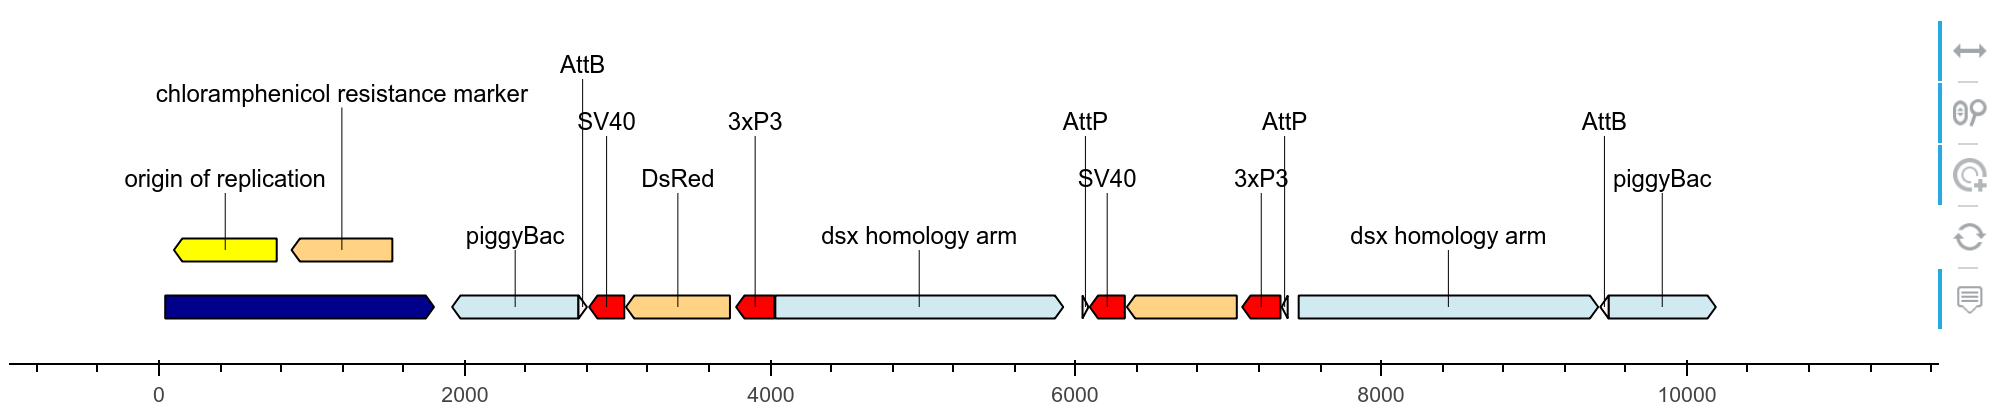 AttB
chloramphenicol resistance marker
SV40 3xP3 AttP AttP AttB
origin of replication DsRed SV40 3xP3 piggyBac
piggyBac dsx homology arm dsx homology arm
0 2000 4000 6000 8000 10000